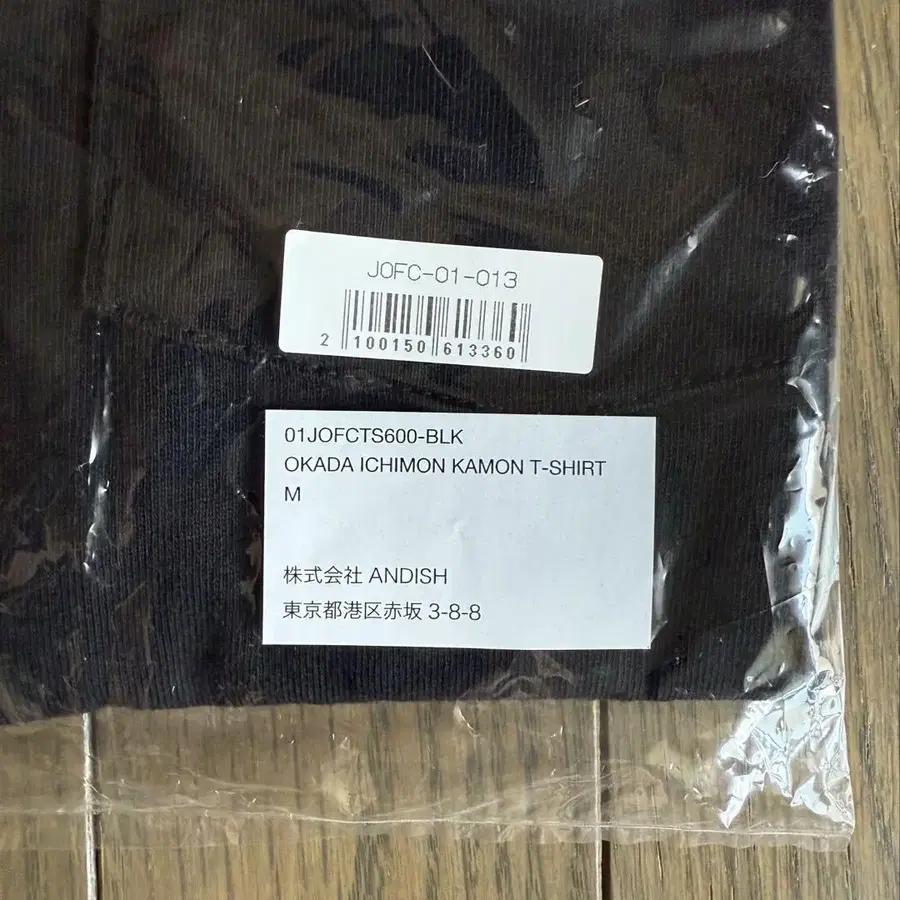 JOFC-01-013
2 100150 613360
01JOFCTS600-BLK
OKADA ICHIMON KAMON T-SHIRT
M
株式会社 ANDISH
東京都港区赤坂 3-8-8